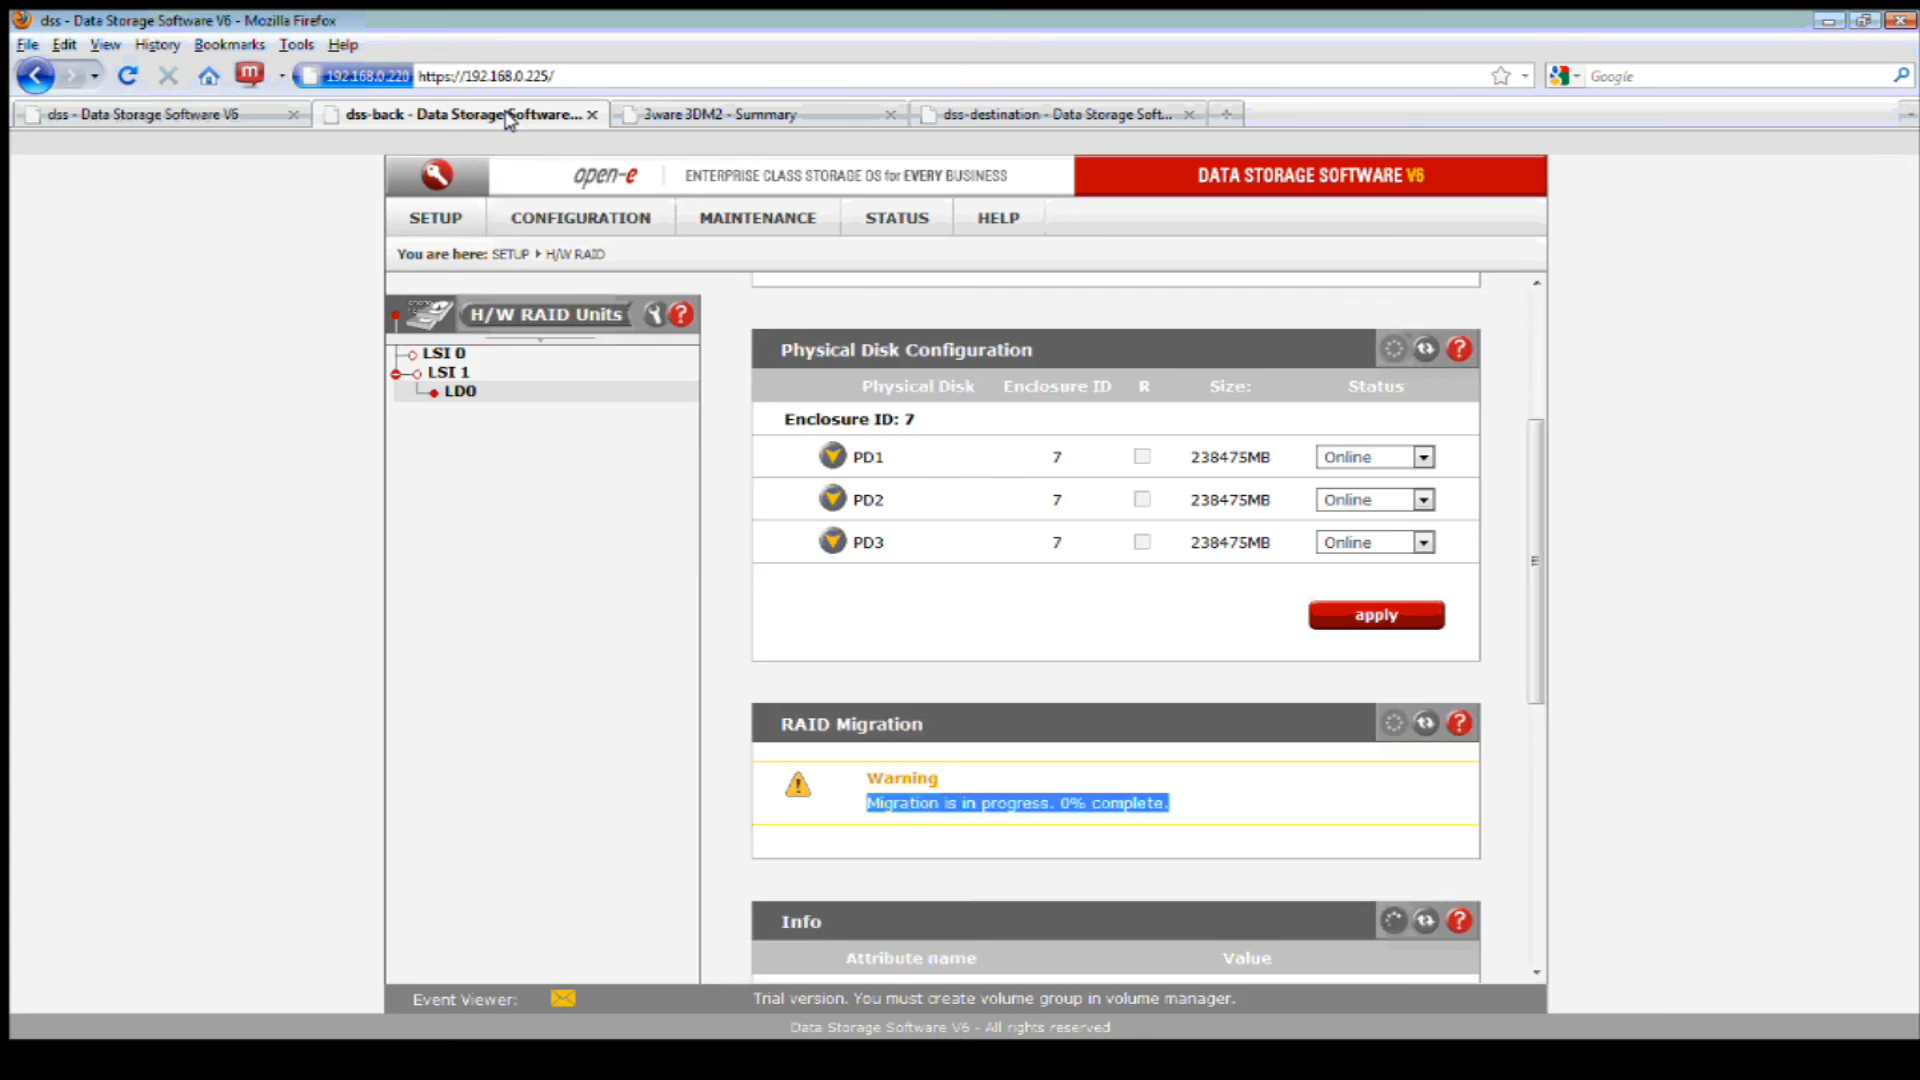 dss - Data Storage Software V6 - Mozilla Firefox
File Edit View History Bookmarks Tools Help
192.168.0.220 https://192.168.0.225/ Google
dss - Data Storage Software V6 dss-back - Data Storage Software... 3ware 3DM2 - Summary dss-destination - Data Storage Soft...
open-e ENTERPRISE CLASS STORAGE OS for EVERY BUSINESS DATA STORAGE SOFTWARE V6
SETUP CONFIGURATION MAINTENANCE STATUS HELP
You are here: SETUP H/W RAID
H/W RAID Units ?
LSI 0
LSI 1
LD0
Physical Disk Configuration ?
Physical Disk Enclosure ID R Size: Status
Enclosure ID: 7
PD1 7 238475MB Online
PD2 7 238475MB Online
PD3 7 238475MB Online
apply
RAID Migration ?
Warning
Migration is in progress. 0% complete.
Info ?
Attribute name Value
Event Viewer: Trial version. You must create volume group in volume manager.
Data Storage Software V6 - All rights reserved